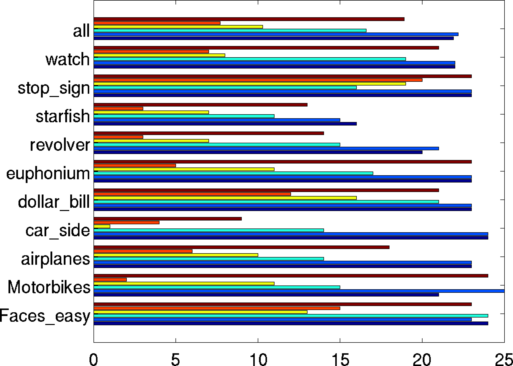 all
watch
stop_sign
starfish
revolver
euphonium
dollar_bill
car_side
airplanes
Motorbikes
Faces_easy
0 5 10 15 20 25